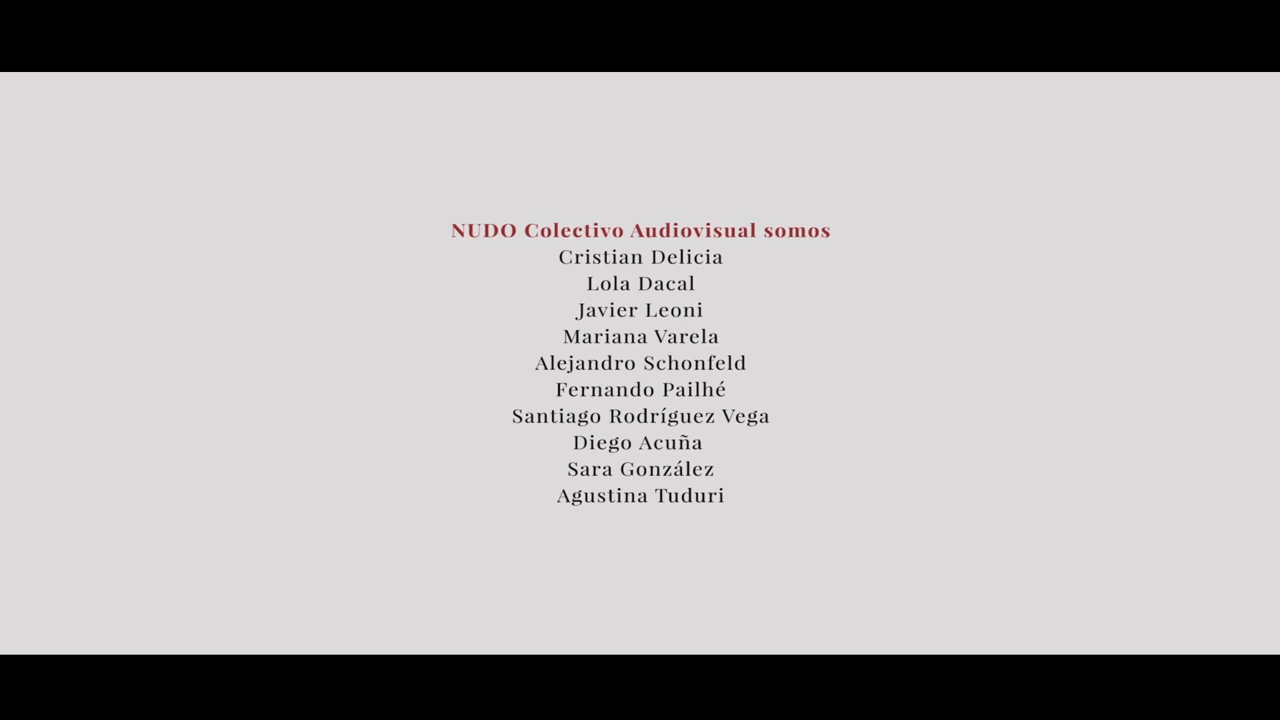 NUDO Colectivo Audiovisual somos
Cristian Delicia
Lola Dacal
Javier Leoni
Mariana Varela
Alejandro Schonfeld
Fernando Pailhé
Santiago Rodríguez Vega
Diego Acuña
Sara González
Agustina Tuduri